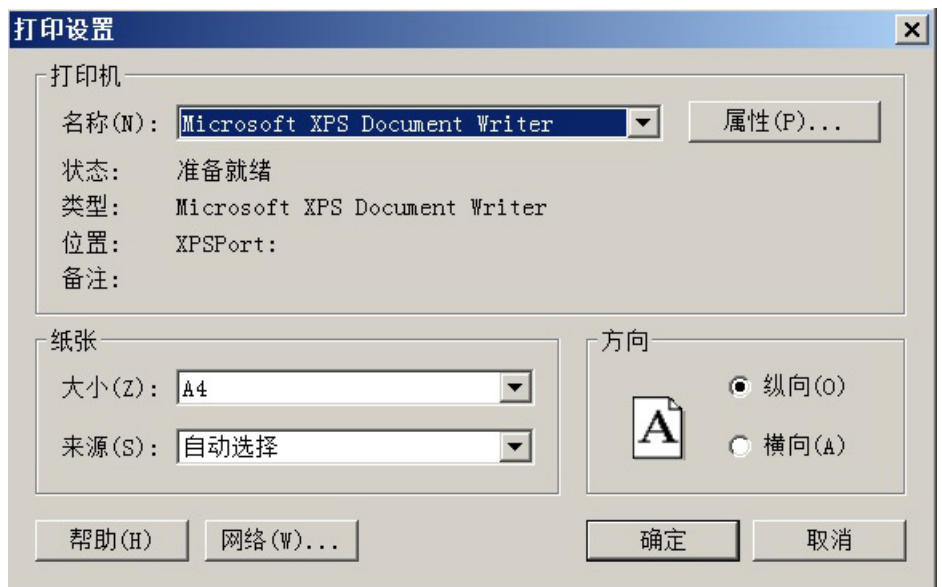 打印设置
打印机
名称(N): Microsoft XPS Document Writer 属性(P)...
状态: 准备就绪
类型: Microsoft XPS Document Writer
位置: XPSPort:
备注:
纸张
大小(Z): A4
来源(S): 自动选择
方向
A
纵向(O)
横向(A)
帮助(H) 网络(W)... 确定 取消